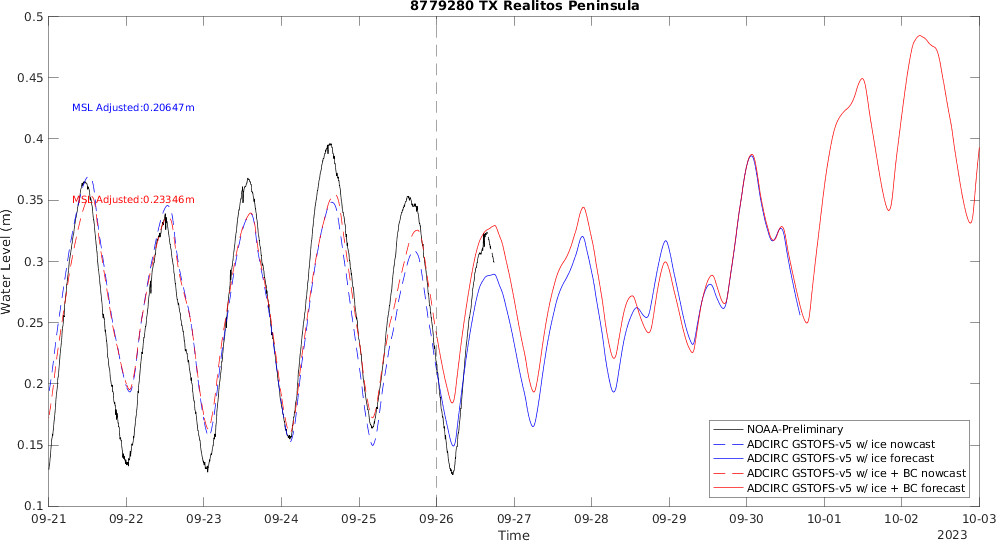 8779280 TX Realitos Peninsula
0.5
0.45
0.4
0.35
0.3
0.25
0.2
0.15
0.1
Water Level (m)
MSL Adjusted:0.20647m
MSL Adjusted:0.23346m
NOAA-Preliminary
ADCIRC GSTOFS-v5 w/ ice nowcast
ADCIRC GSTOFS-v5 w/ ice forecast
ADCIRC GSTOFS-v5 w/ ice + BC nowcast
ADCIRC GSTOFS-v5 w/ ice + BC forecast
09-21 09-22 09-23 09-24 09-25 09-26 09-27 09-28 09-29 09-30 10-01 10-02 10-03
Time
2023